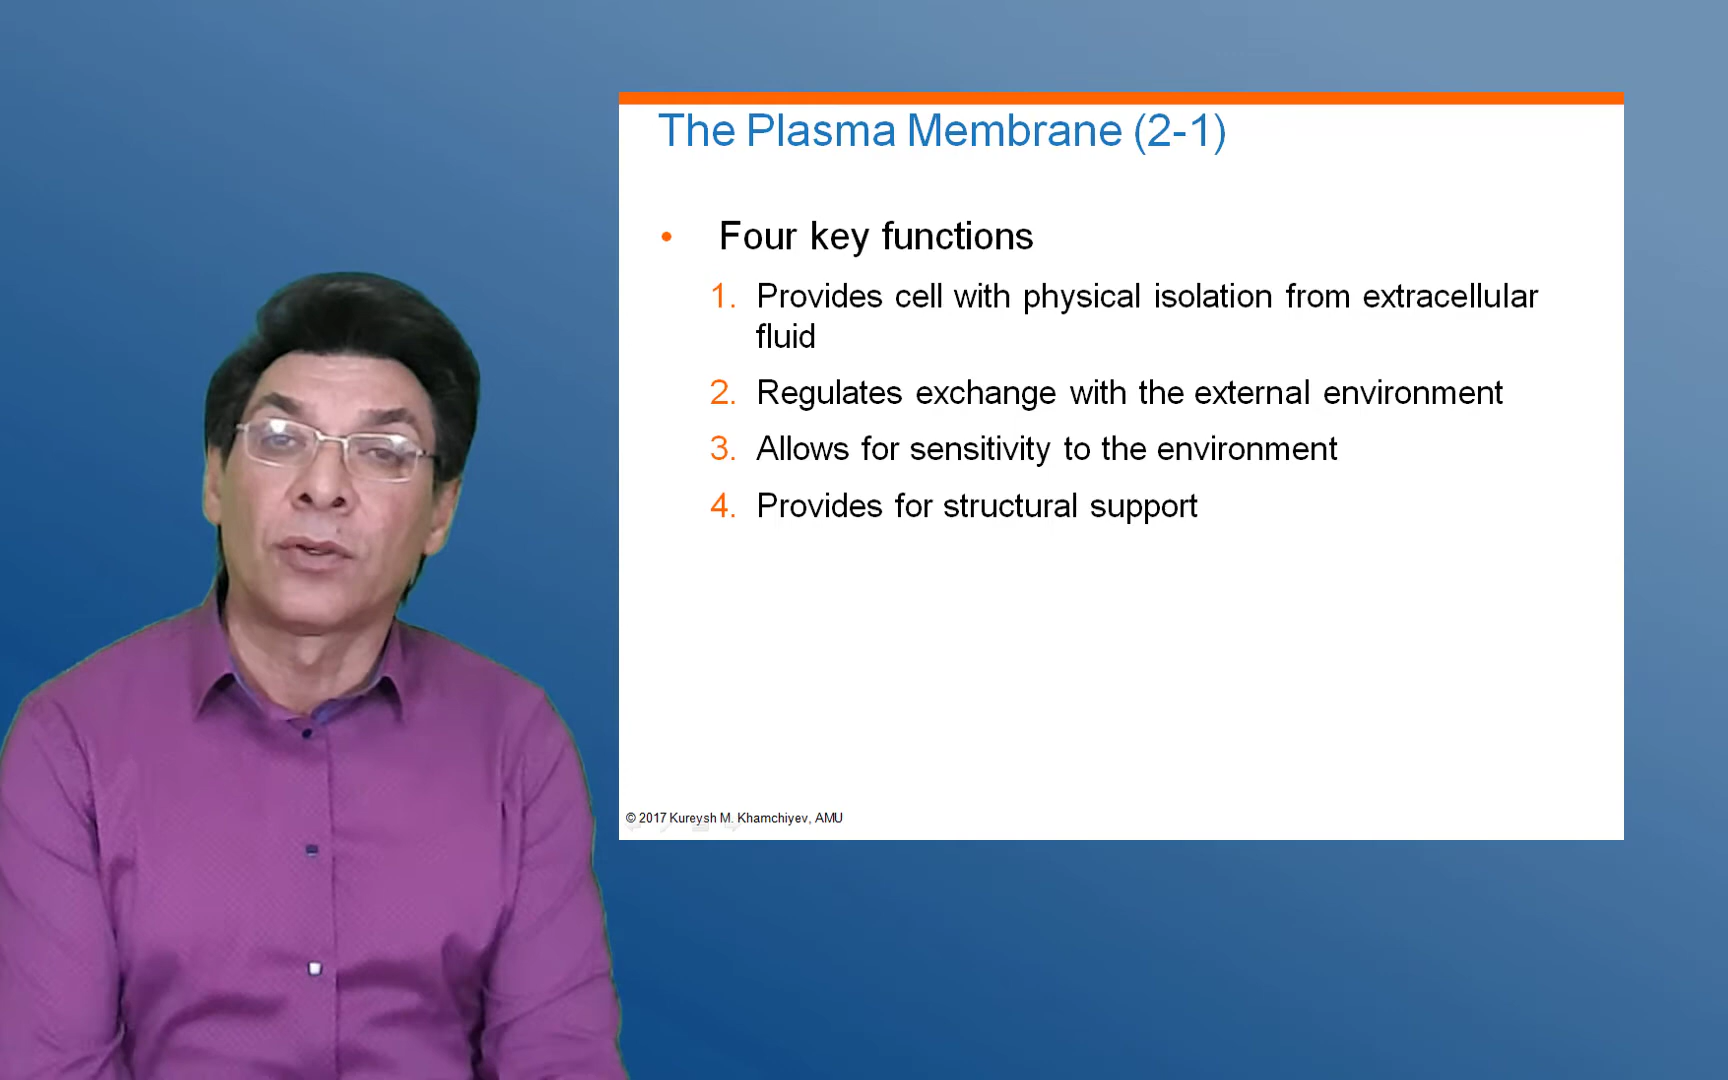 The Plasma Membrane (2-1)
• Four key functions
1. Provides cell with physical isolation from extracellular
fluid
2. Regulates exchange with the external environment
3. Allows for sensitivity to the environment
4. Provides for structural support
© 2017 Kureysh M. Khamchiyev, AMU